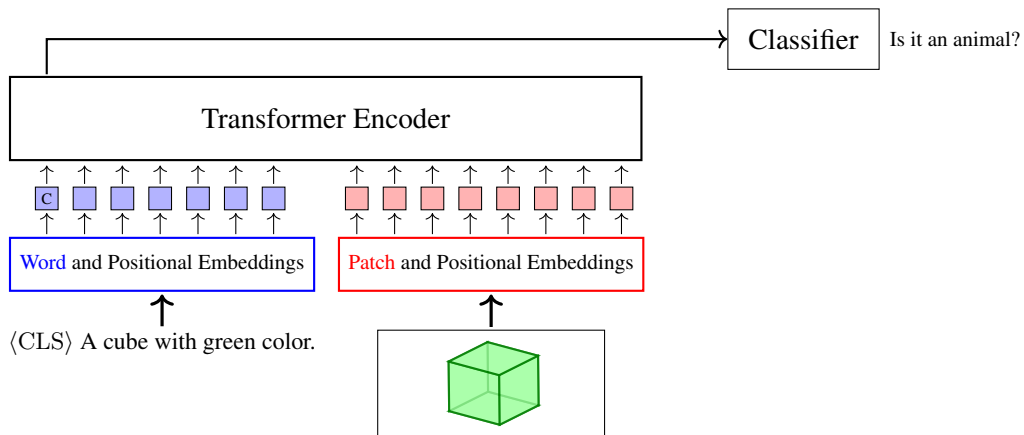 Classifier
Is it an animal?
Transformer Encoder
C
Word and Positional Embeddings
Patch and Positional Embeddings
⟨CLS⟩ A cube with green color.